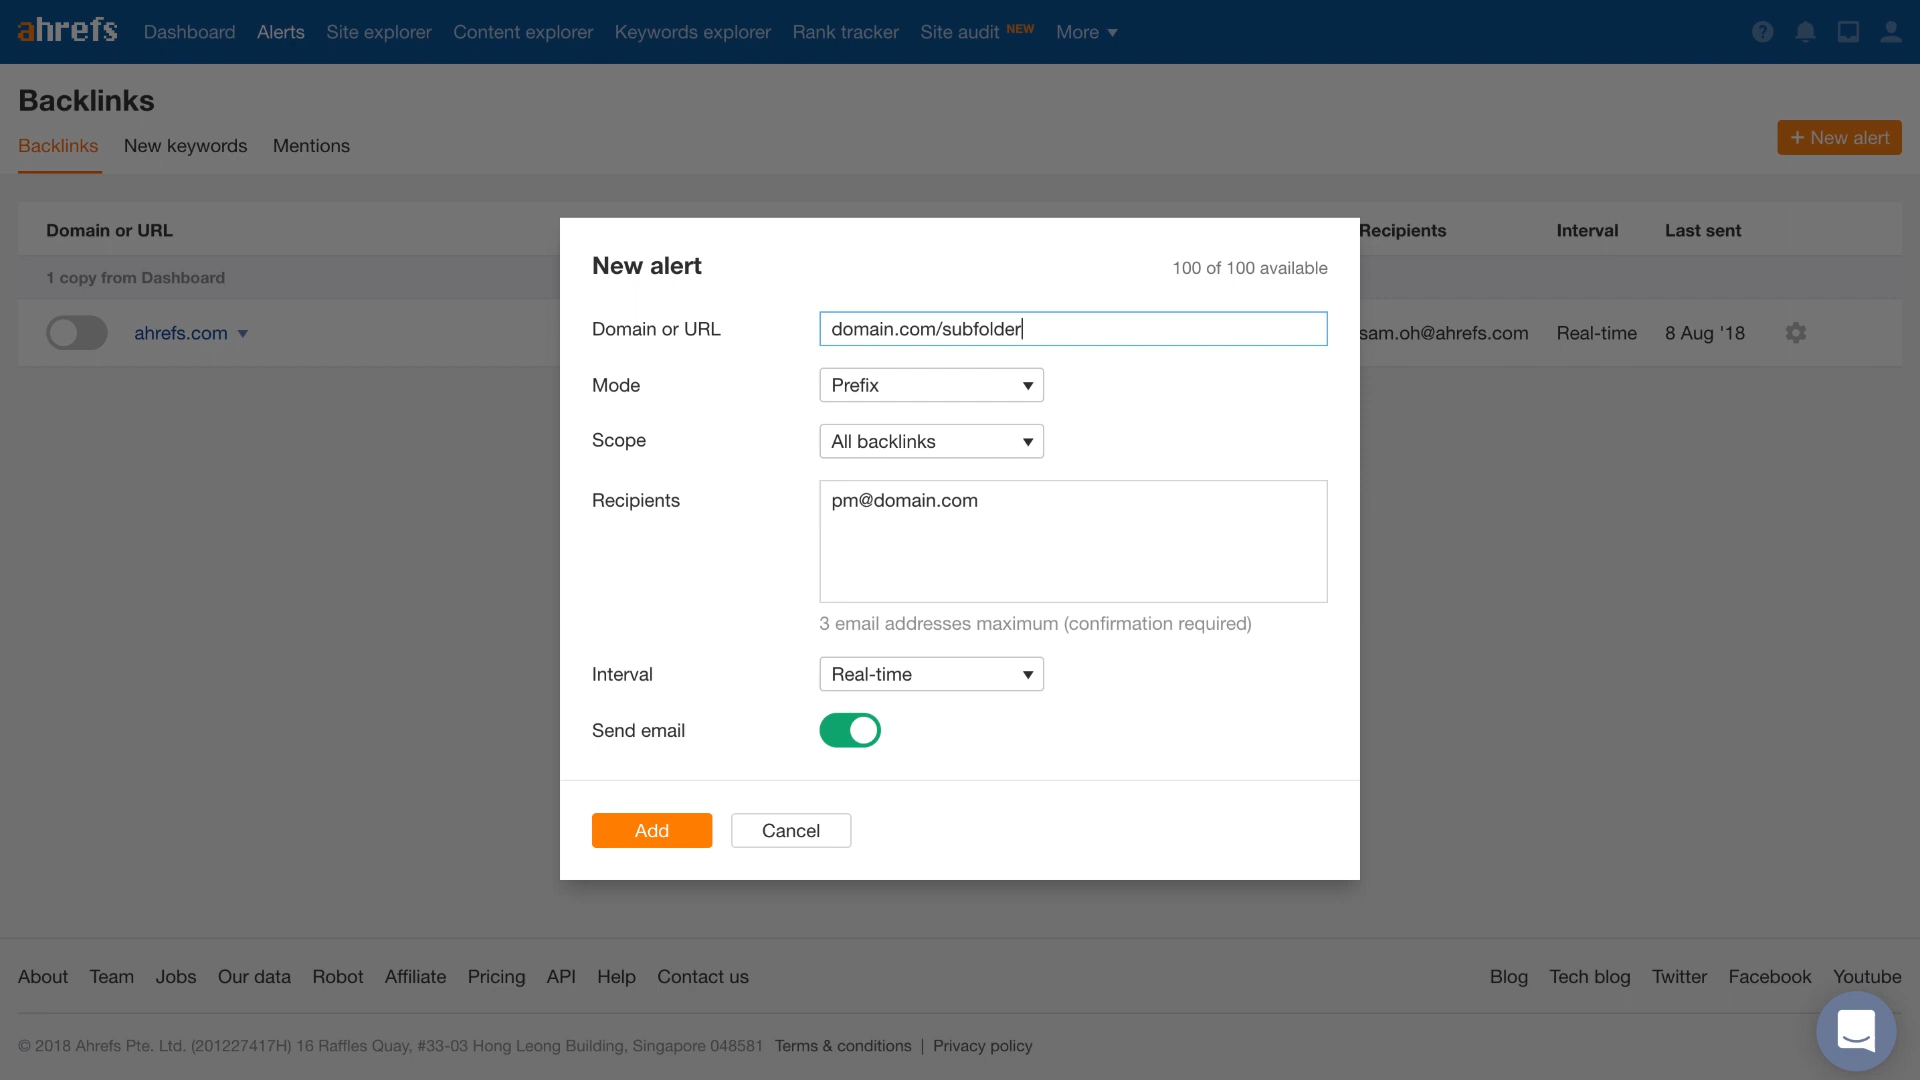 ahrefs Dashboard Alerts Site explorer Content explorer Keywords explorer Rank tracker Site audit NEW More
Backlinks
Backlinks New keywords Mentions
+ New alert
Domain or URL Recipients Interval Last sent
1 copy from Dashboard
ahrefs.com sam.oh@ahrefs.com Real-time 8 Aug '18
New alert 100 of 100 available
Domain or URL domain.com/subfolder
Mode Prefix
Scope All backlinks
Recipients pm@domain.com
3 email addresses maximum (confirmation required)
Interval Real-time
Send email
Add Cancel
About Team Jobs Our data Robot Affiliate Pricing API Help Contact us Blog Tech blog Twitter Facebook Youtube
© 2018 Ahrefs Pte. Ltd. (201227417H) 16 Raffles Quay, #33-03 Hong Leong Building, Singapore 048581 Terms & conditions | Privacy policy